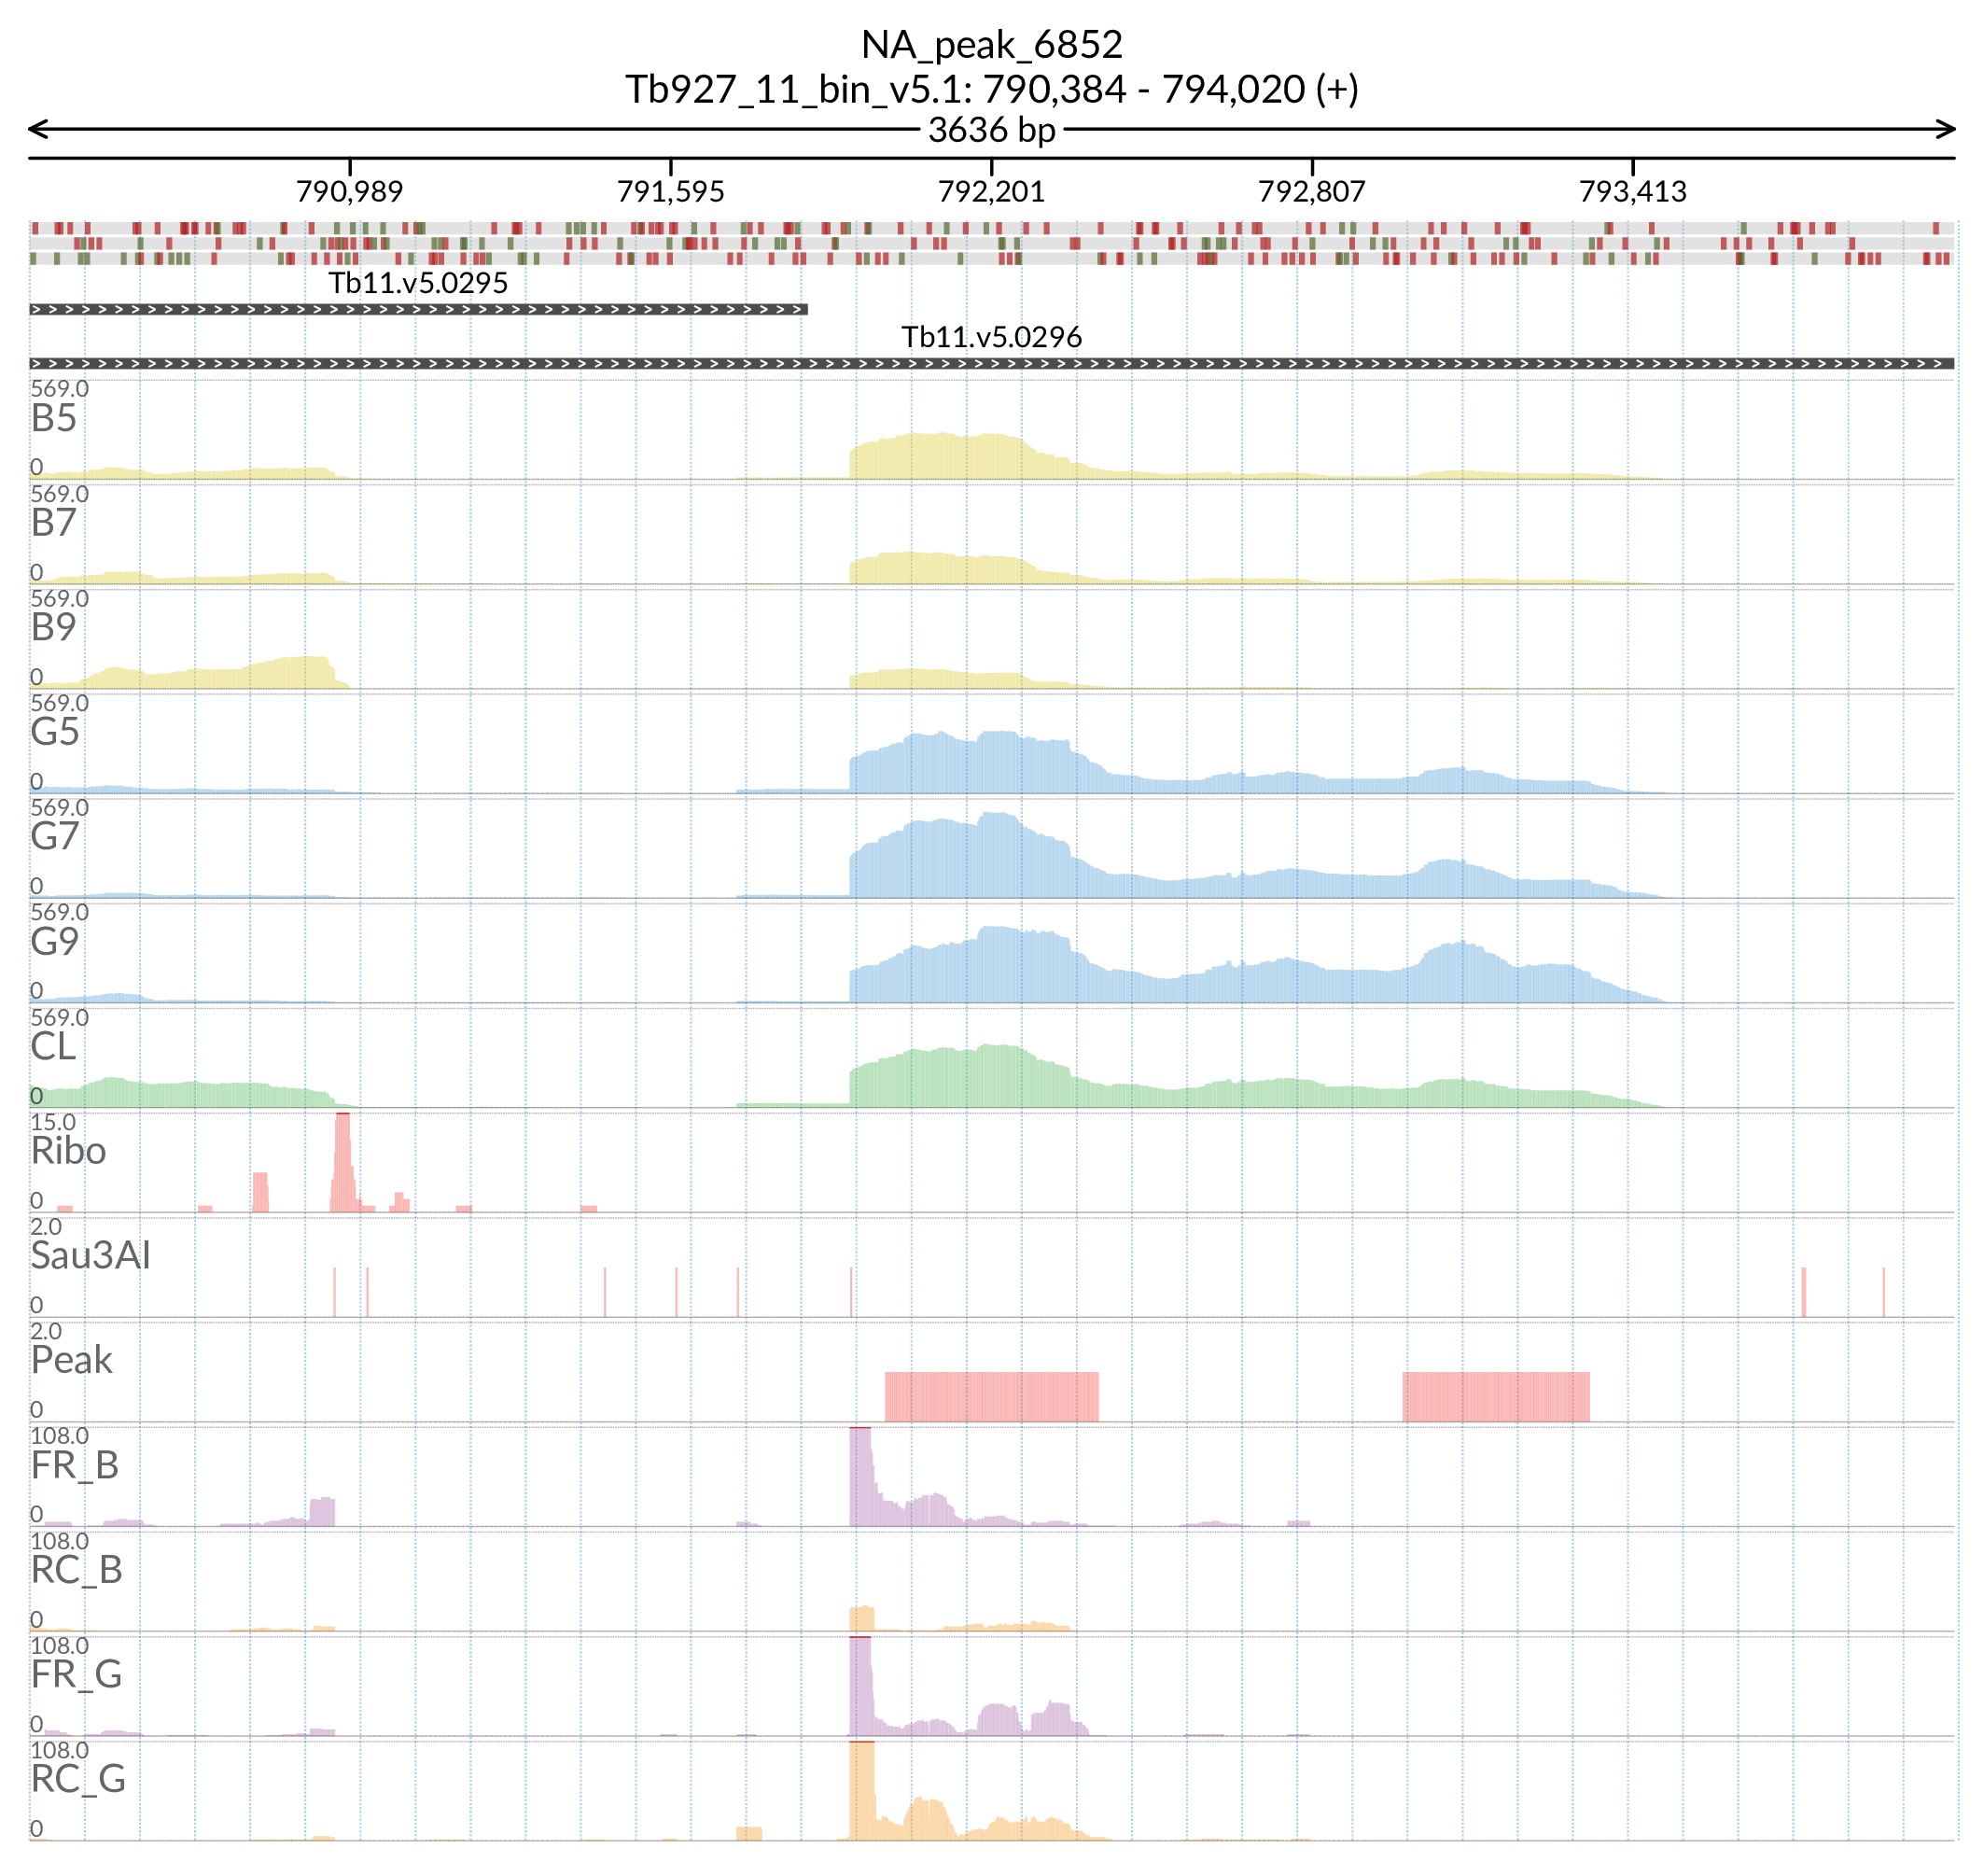 NA_peak_6852
Tb927_11_bin_v5.1: 790,384 - 794,020 (+)
3636 bp
790,989 791,595 792,201 792,807 793,413
Tb11.v5.0295
Tb11.v5.0296
569.0
B5
0
569.0
B7
0
569.0
B9
0
569.0
G5
0
569.0
G7
0
569.0
G9
0
569.0
CL
0
15.0
Ribo
0
2.0
Sau3AI
0
2.0
Peak
0
108.0
FR_B
0
108.0
RC_B
0
108.0
FR_G
0
108.0
RC_G
0